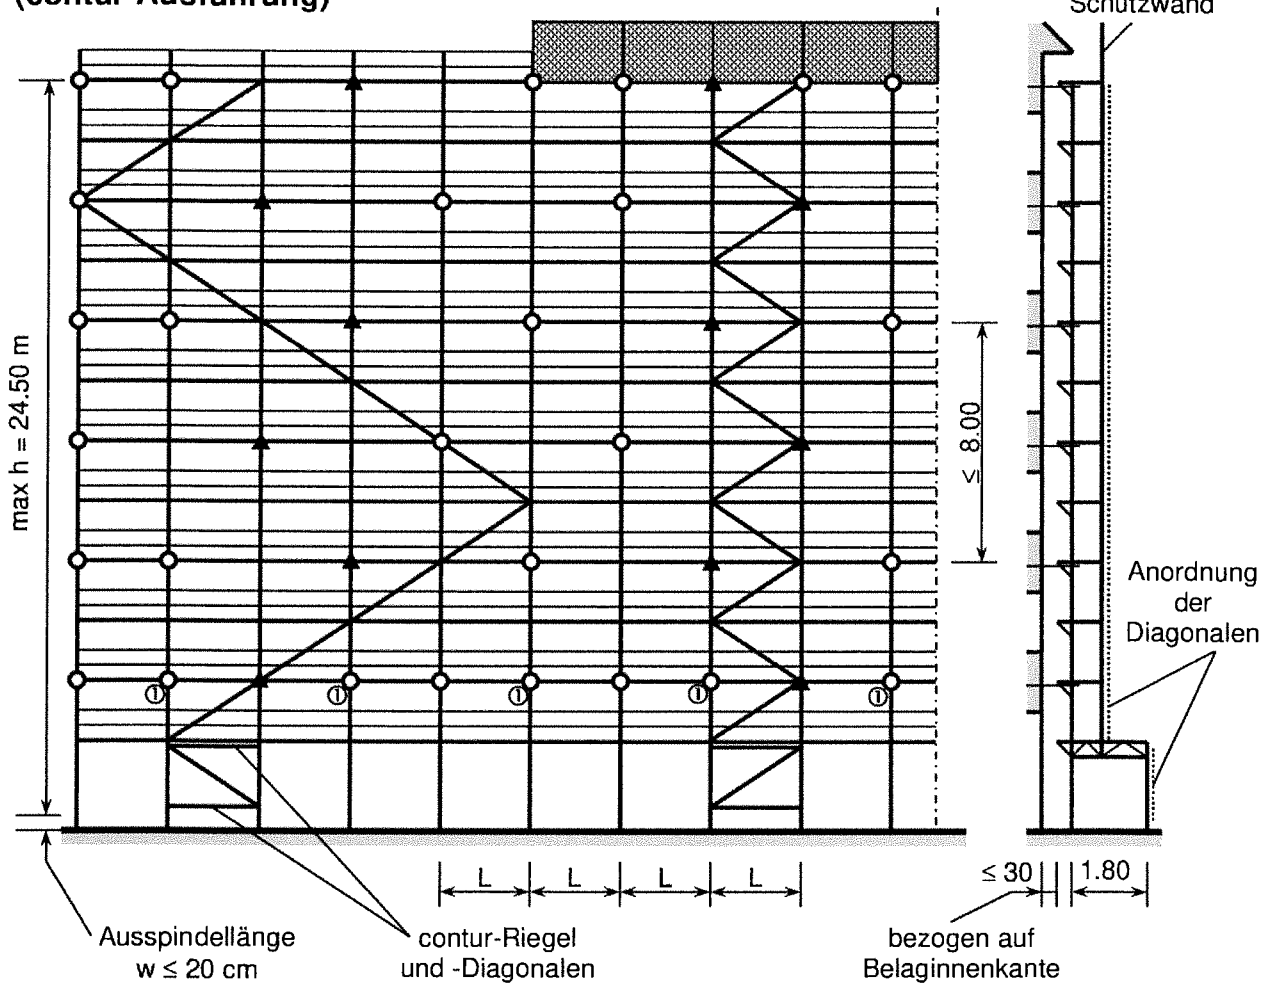 (contur-Ausführung)
Schutzwand
max h = 24.50 m
≤ 8.00
Anordnung
der
Diagonalen
① ① ① ① ①
L L L L
≤ 30 1.80
Ausspindellänge
w ≤ 20 cm
contur-Riegel
und -Diagonalen
bezogen auf
Belaginnenkante